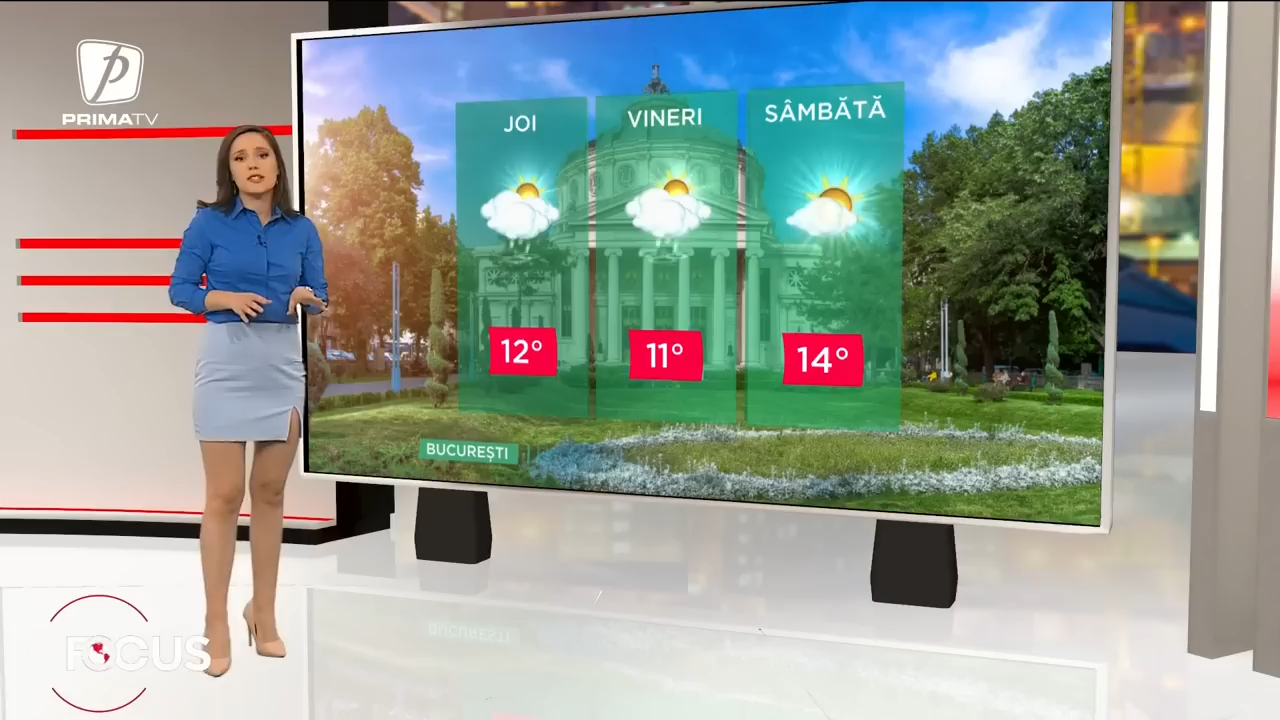 PRIMA TV
JOI
VINERI
SÂMBĂTĂ
12°
11°
14°
BUCUREȘTI
FOCUS